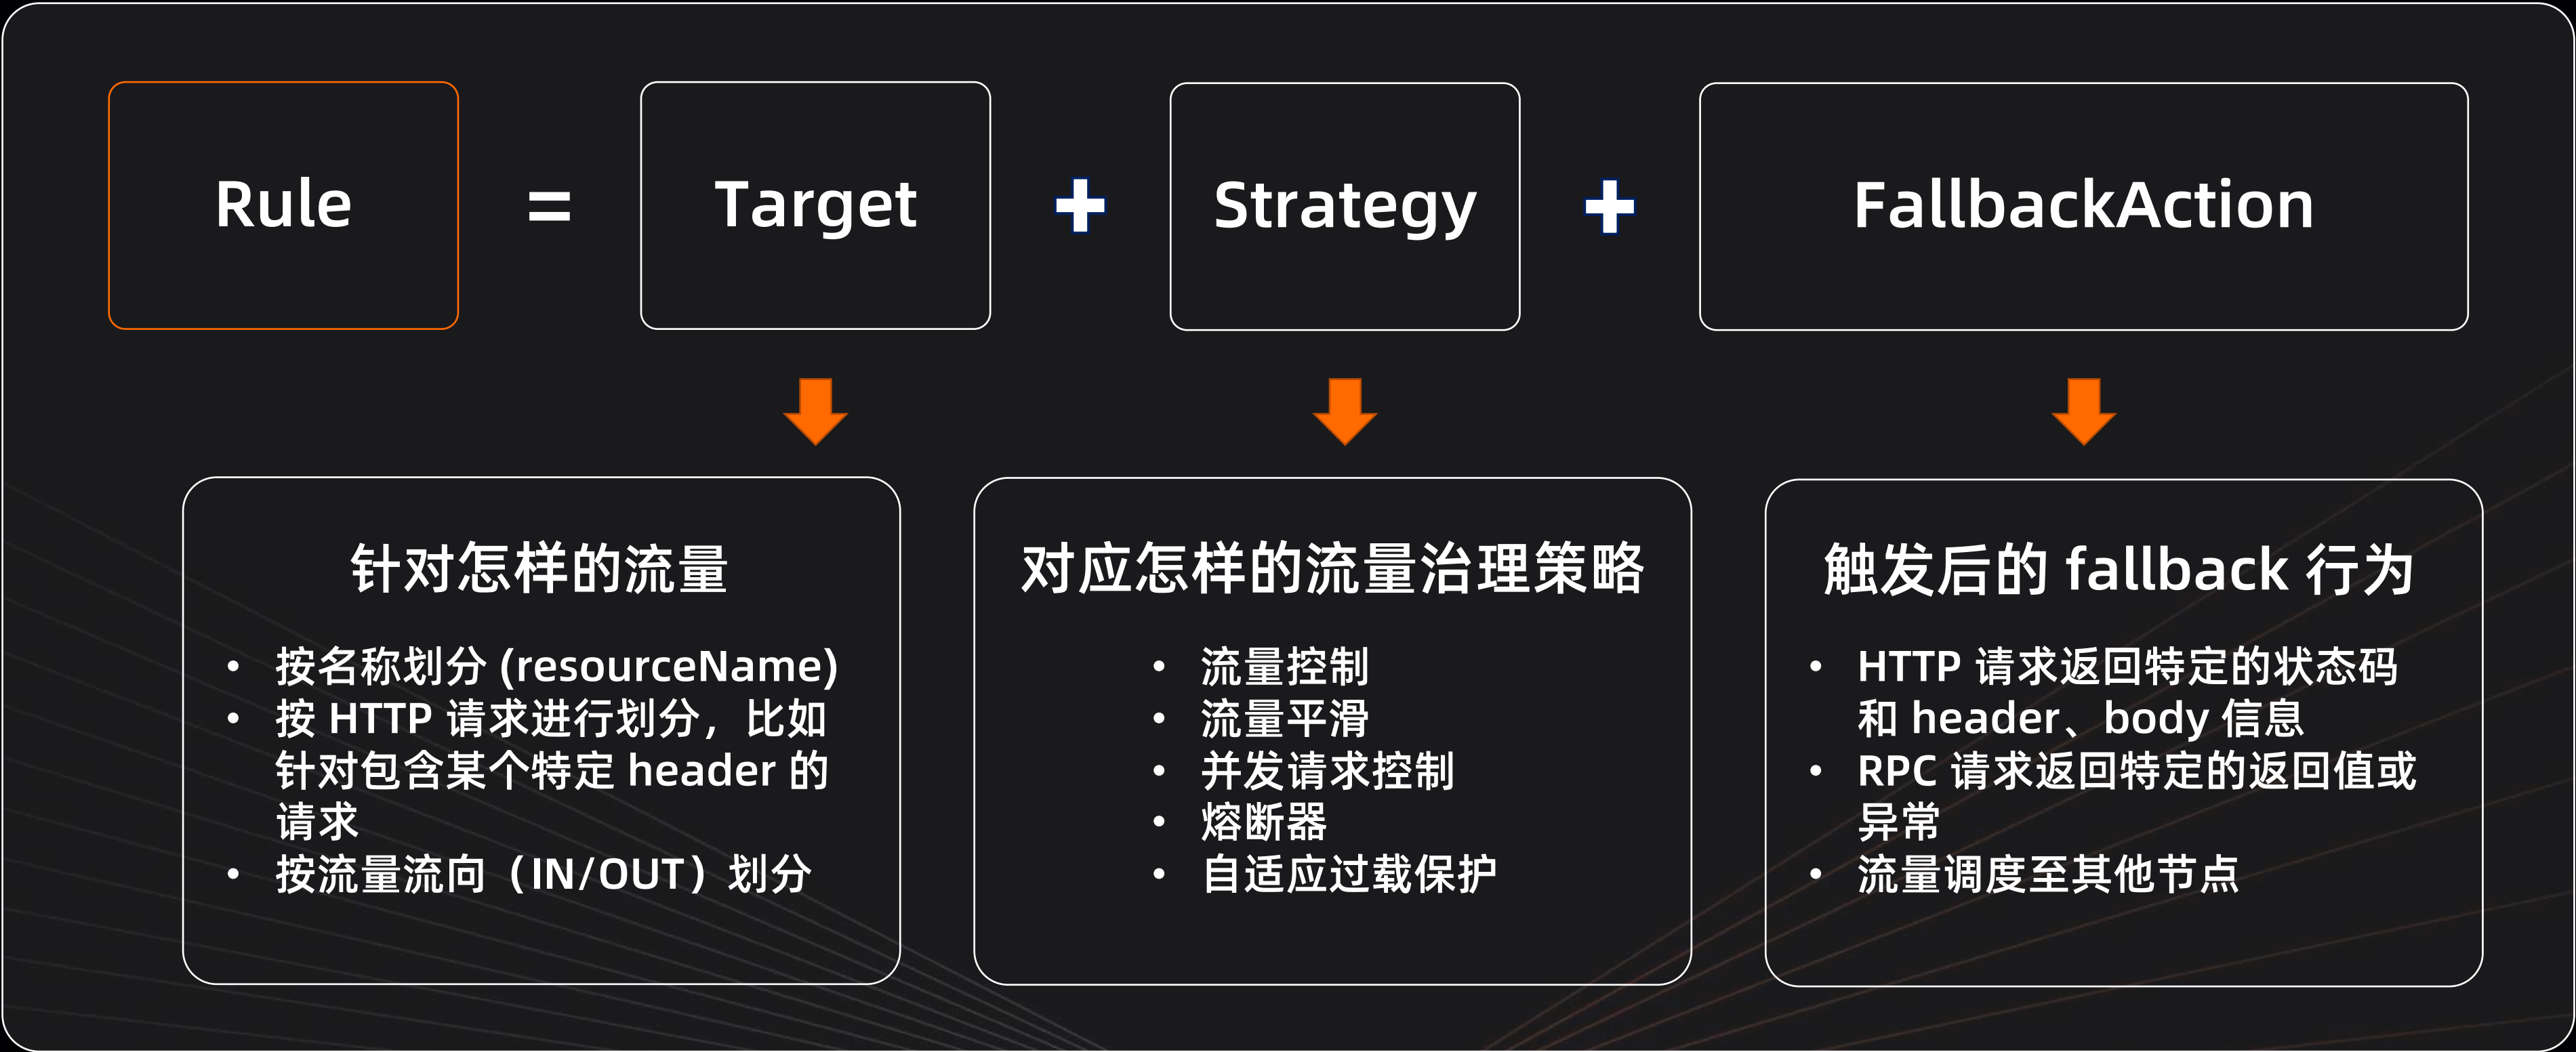 Rule = Target + Strategy + FallbackAction
针对怎样的流量
• 按名称划分 (resourceName)
• 按 HTTP 请求进行划分，比如
针对包含某个特定 header 的
请求
• 按流量流向（IN/OUT）划分
对应怎样的流量治理策略
• 流量控制
• 流量平滑
• 并发请求控制
• 熔断器
• 自适应过载保护
触发后的 fallback 行为
• HTTP 请求返回特定的状态码
和 header、body 信息
• RPC 请求返回特定的返回值或
异常
• 流量调度至其他节点